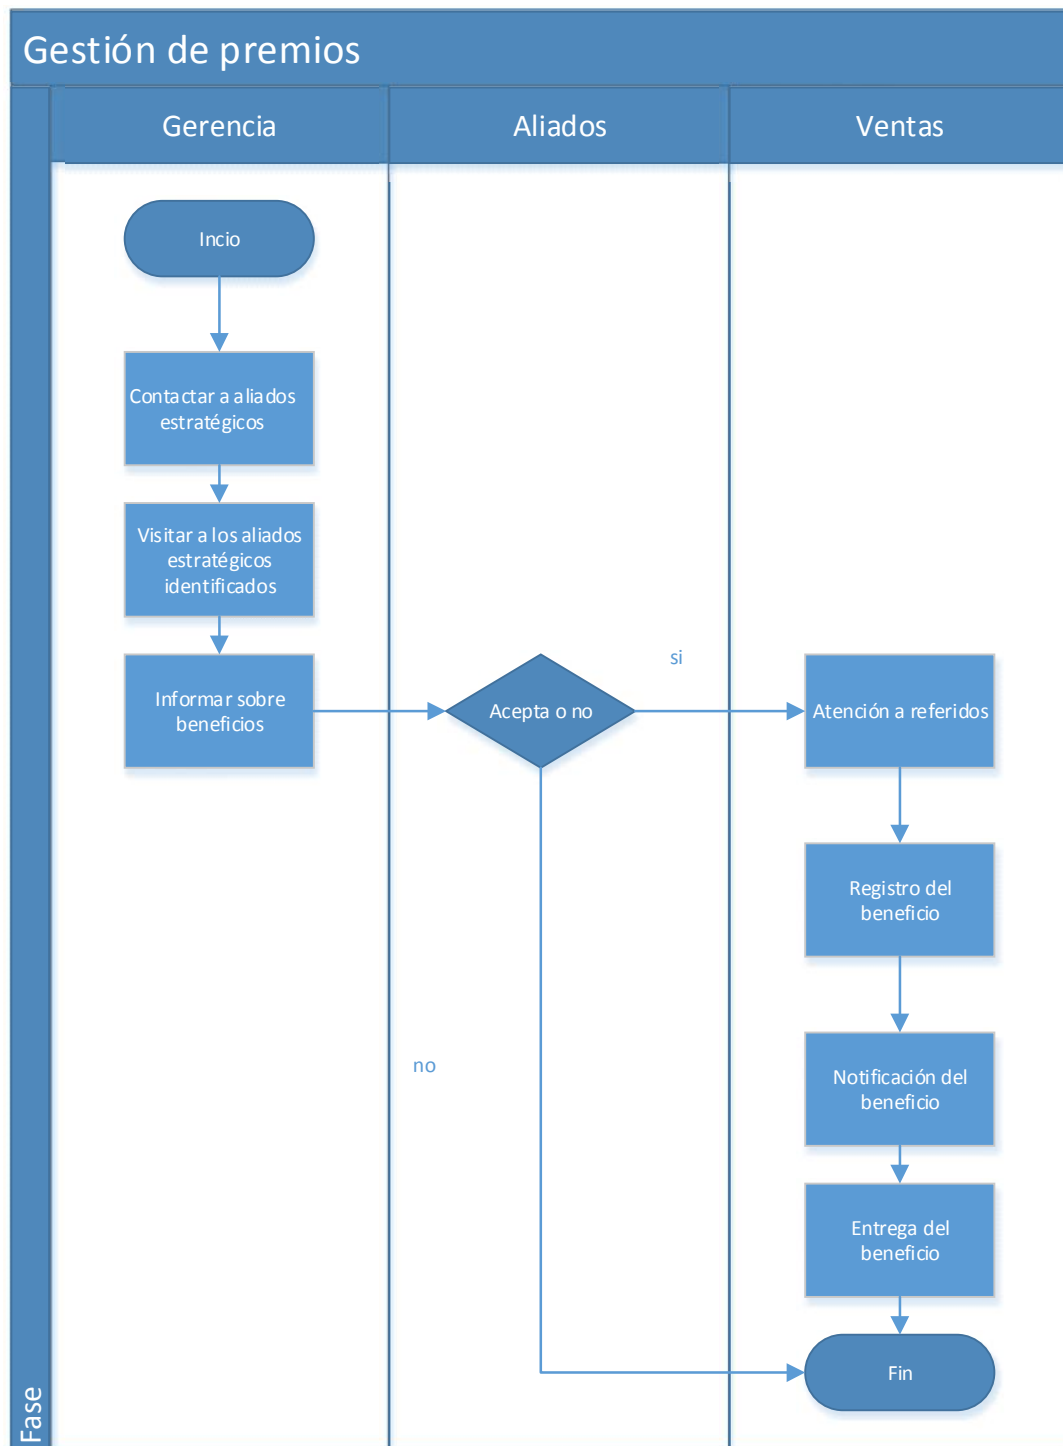 Gestión de premios
Gerencia
Aliados
Ventas
Incio
Contactar a aliados
estratégicos
Visitar a los aliados
estratégicos
identificados
Informar sobre
beneficios
Acepta o no
si
Atención a referidos
Registro del
beneficio
no
Notificación del
beneficio
Entrega del
beneficio
Fin
Fase